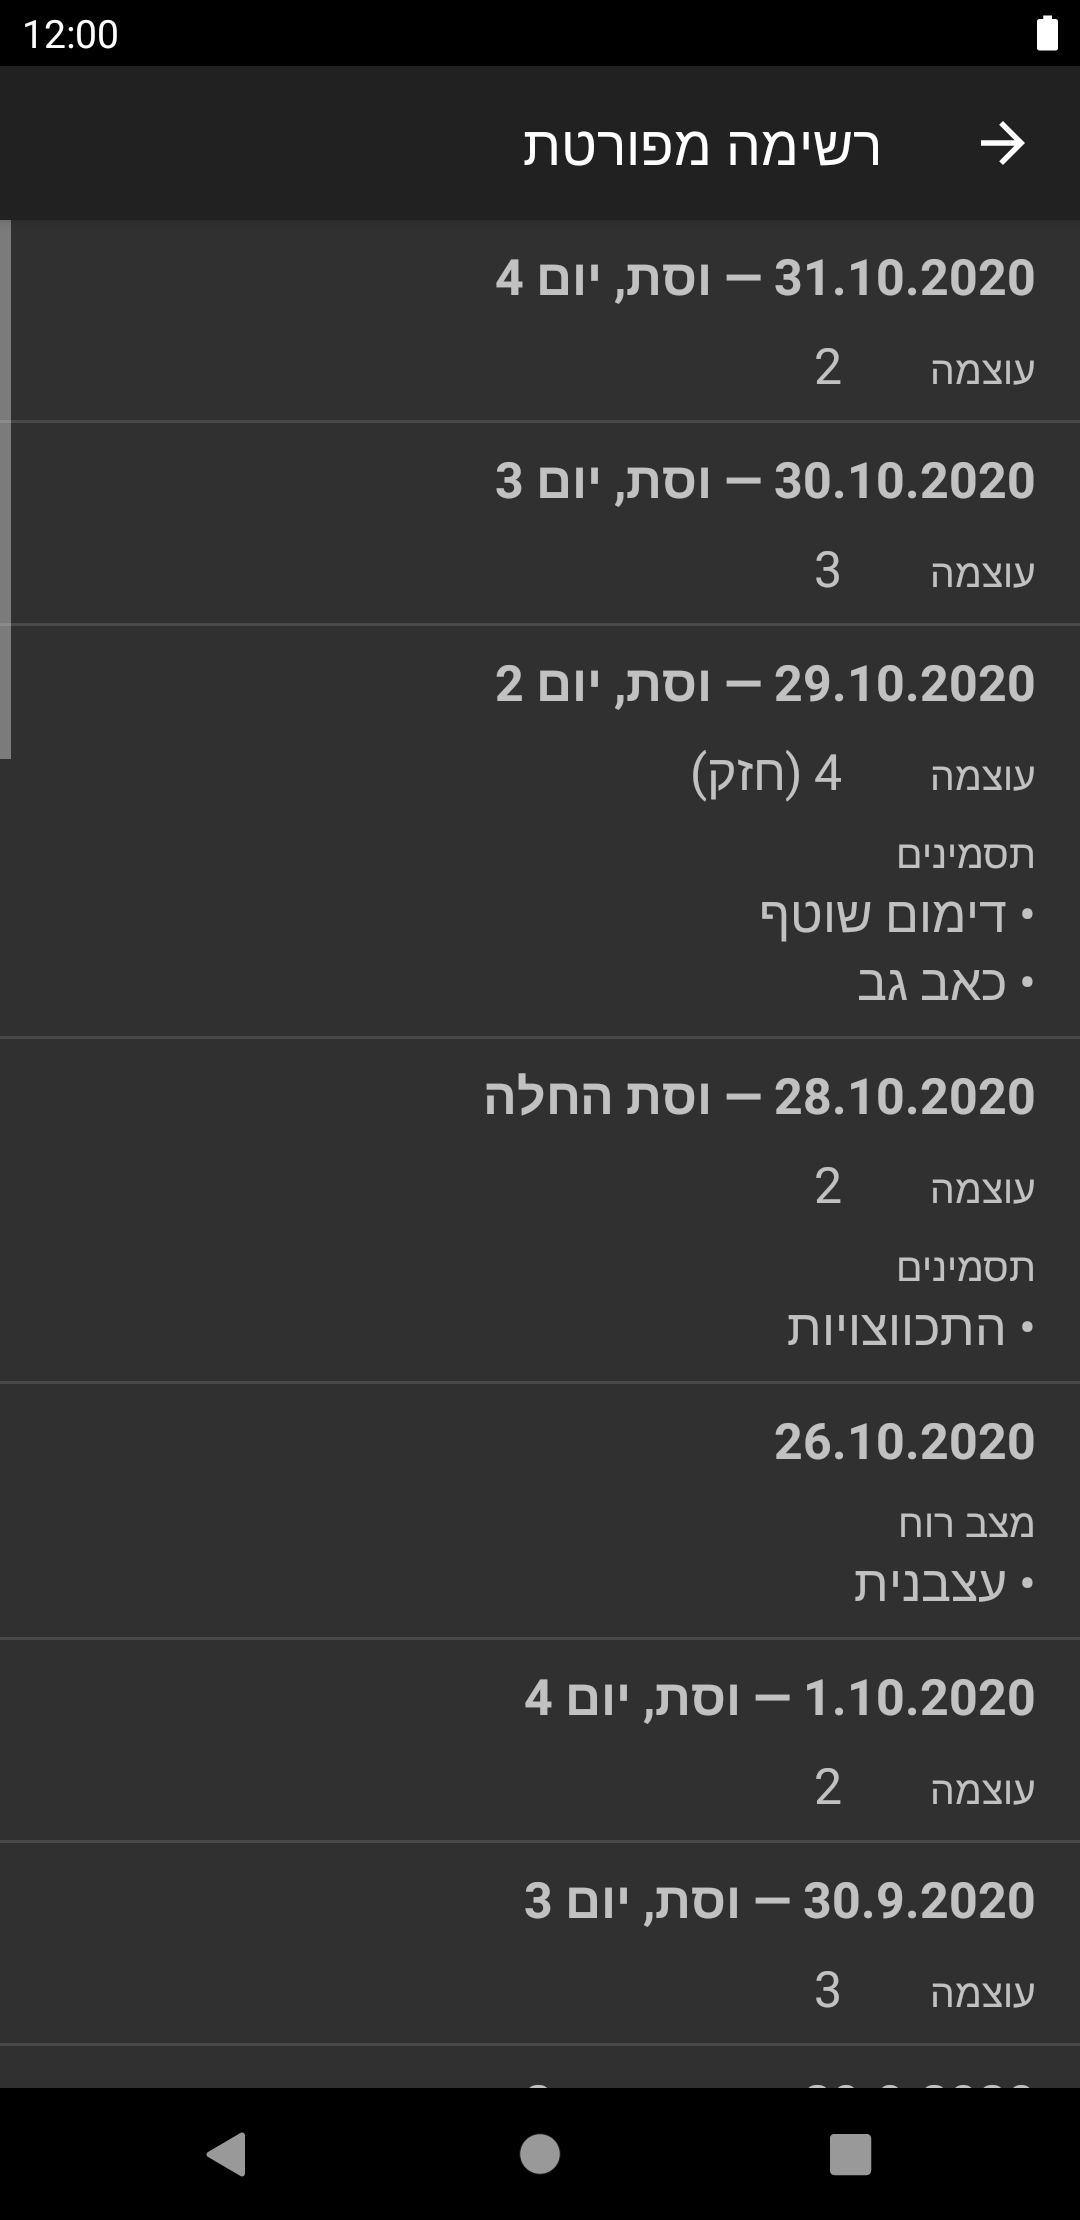 12:00
רשימה מפורטת
31.10.2020 – וסת, יום 4
עוצמה 2
30.10.2020 – וסת, יום 3
עוצמה 3
29.10.2020 – וסת, יום 2
עוצמה 4 (חזק)
תסמינים
• דימום שוטף
• כאב גב
28.10.2020 – וסת החלה
עוצמה 2
תסמינים
• התכווצויות
26.10.2020
מצב רוח
• עצבנית
1.10.2020 – וסת, יום 4
עוצמה 2
30.9.2020 – וסת, יום 3
עוצמה 3